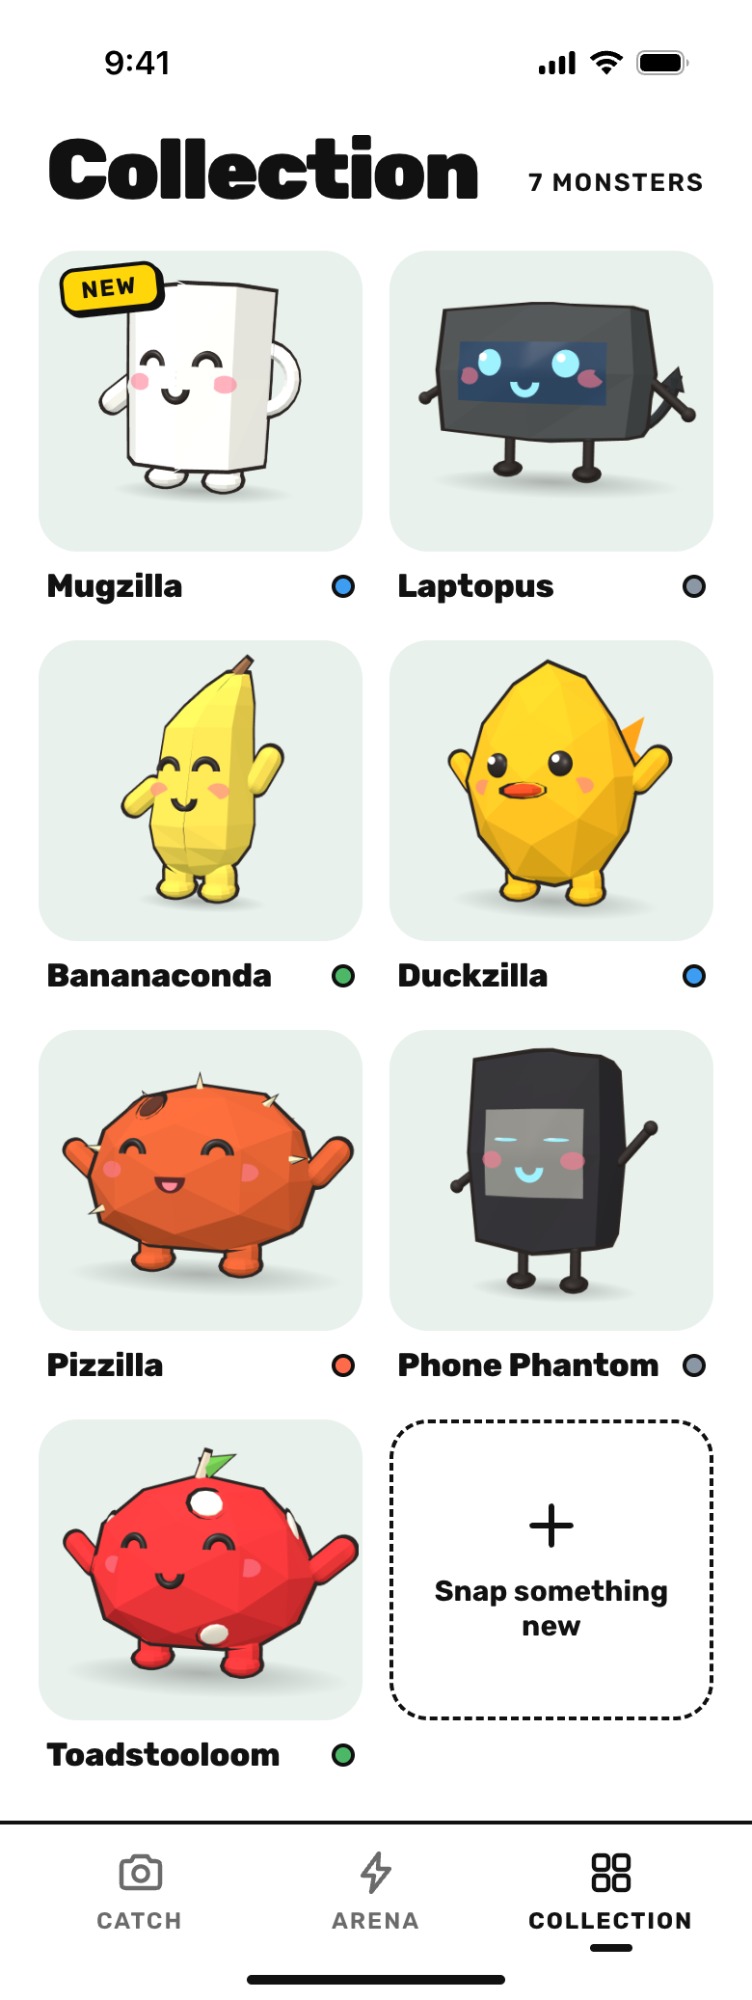 9:41
Collection
7 MONSTERS
NEW
Mugzilla
Laptopus
Bananaconda
Duckzilla
Pizzilla
Phone Phantom
Snap something
new
Toadstooloom
CATCH
ARENA
COLLECTION